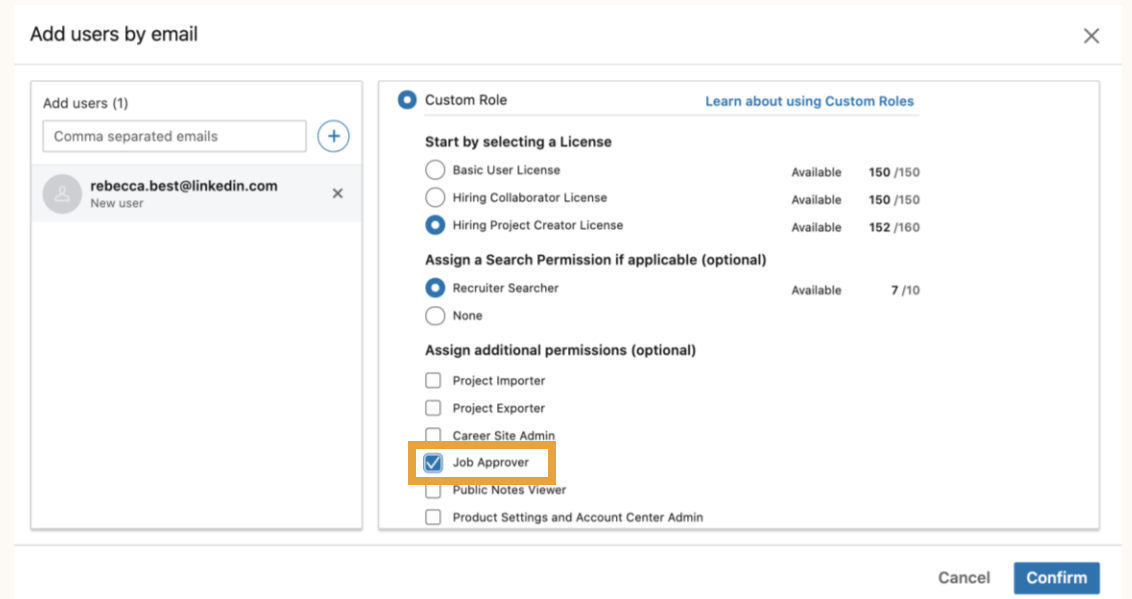 Add users by email
Add users (1)
Comma separated emails
rebecca.best@linkedin.com
New user
Custom Role
Learn about using Custom Roles
Start by selecting a License
Basic User License Available 150 /150
Hiring Collaborator License Available 150 /150
Hiring Project Creator License Available 152 /160
Assign a Search Permission if applicable (optional)
Recruiter Searcher Available 7 /10
None
Assign additional permissions (optional)
Project Importer
Project Exporter
Career Site Admin
Job Approver
Public Notes Viewer
Product Settings and Account Center Admin
Cancel Confirm